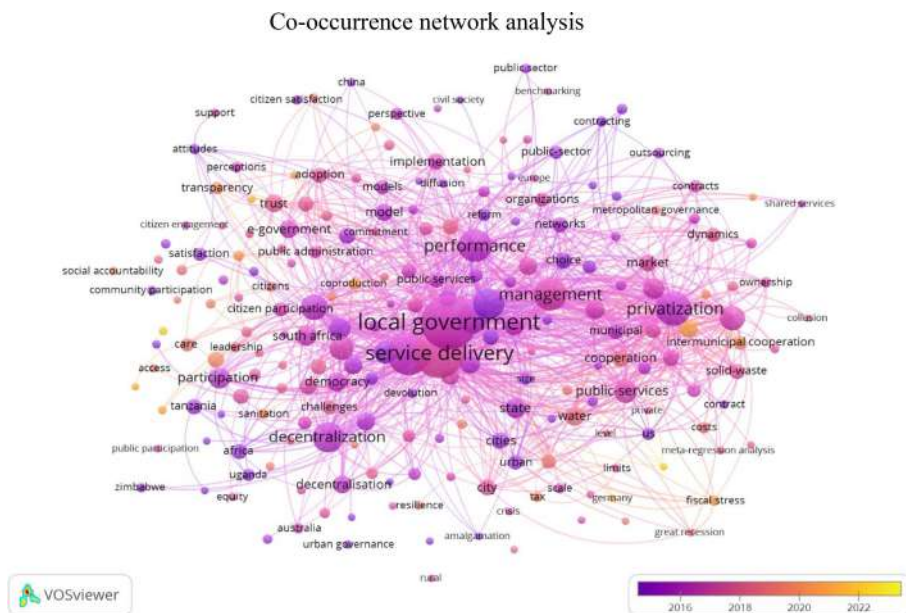 Co-occurrence network analysis
public-sector
china
benchmarking
citizen satisfaction
civil society
support
perspective
contracting
attitudes
public-sector
outsourcing
perceptions
implementation
adoption
europe
transparency
models
diffusion
contracts
trust
organizations
shared services
citizen engagement
model
reform
metropolitan governance
e-government
commitment
networks
dynamics
satisfaction
public administration
performance
choice
market
social accountability
citizens
public services
community participation
coproduction
ownership
citizen participation
management
privatization
collusion
local government
south africa
municipal
care
leadership
service delivery
cooperation
intermunicipal cooperation
access
participation
democracy
size
solid-waste
devolution
public-services
tanzania
sanitation
challenges
state
water
private
contract
decentralization
cities
level
us
costs
public participation
africa
urban
meta-regression analysis
uganda
limits
zimbabwe
decentralisation
city
scale
equity
resilience
tax
germany
fiscal stress
crisis
australia
urban governance
amalgamation
great recession
rural
VOSviewer
2016 2018 2020 2022